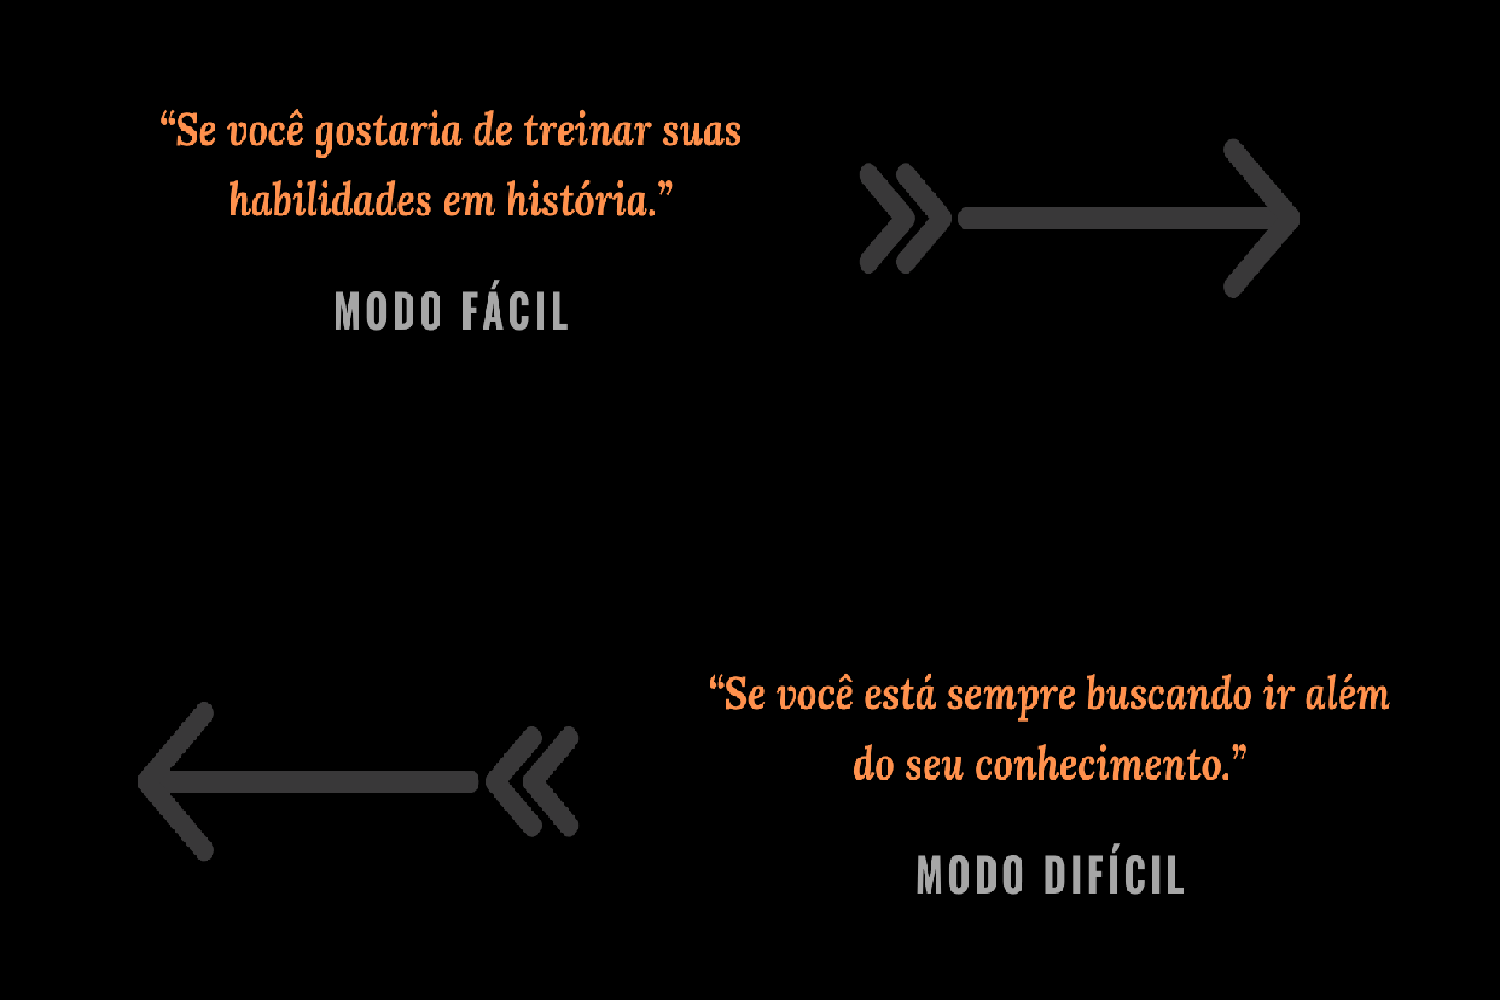 “Se você gostaria de treinar suas
habilidades em história.”
MODO FÁCIL
“Se você está sempre buscando ir além
do seu conhecimento.”
MODO DIFÍCIL